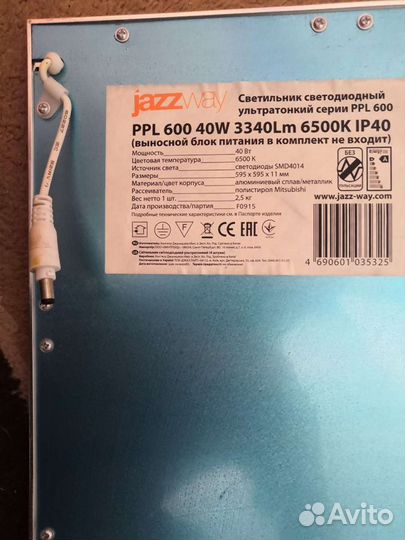 jazzway
Светильник светодиодный
ультратонкий серии PPL 600
PPL 600 40W 3340Lm 6500K IP40
(выносной блок питания в комплект не входит)
Мощность 40 Вт
Цветовая температура 6500 K
Источник света светодиоды SMD4014
Размеры 595 x 595 x 11 мм
Материал/цвет корпуса алюминиевый сплав/металлик
Рассеиватель полистирол Mitsubishi
Вес нетто 1 шт. 2,5 кг
Дата производства/партия F0915
Подробные технические характеристики см. в Паспорте изделия
БЕЗ
ПУЛЬСАЦИИ
A
www.jazz-way.com
4 690601 035325
Avito